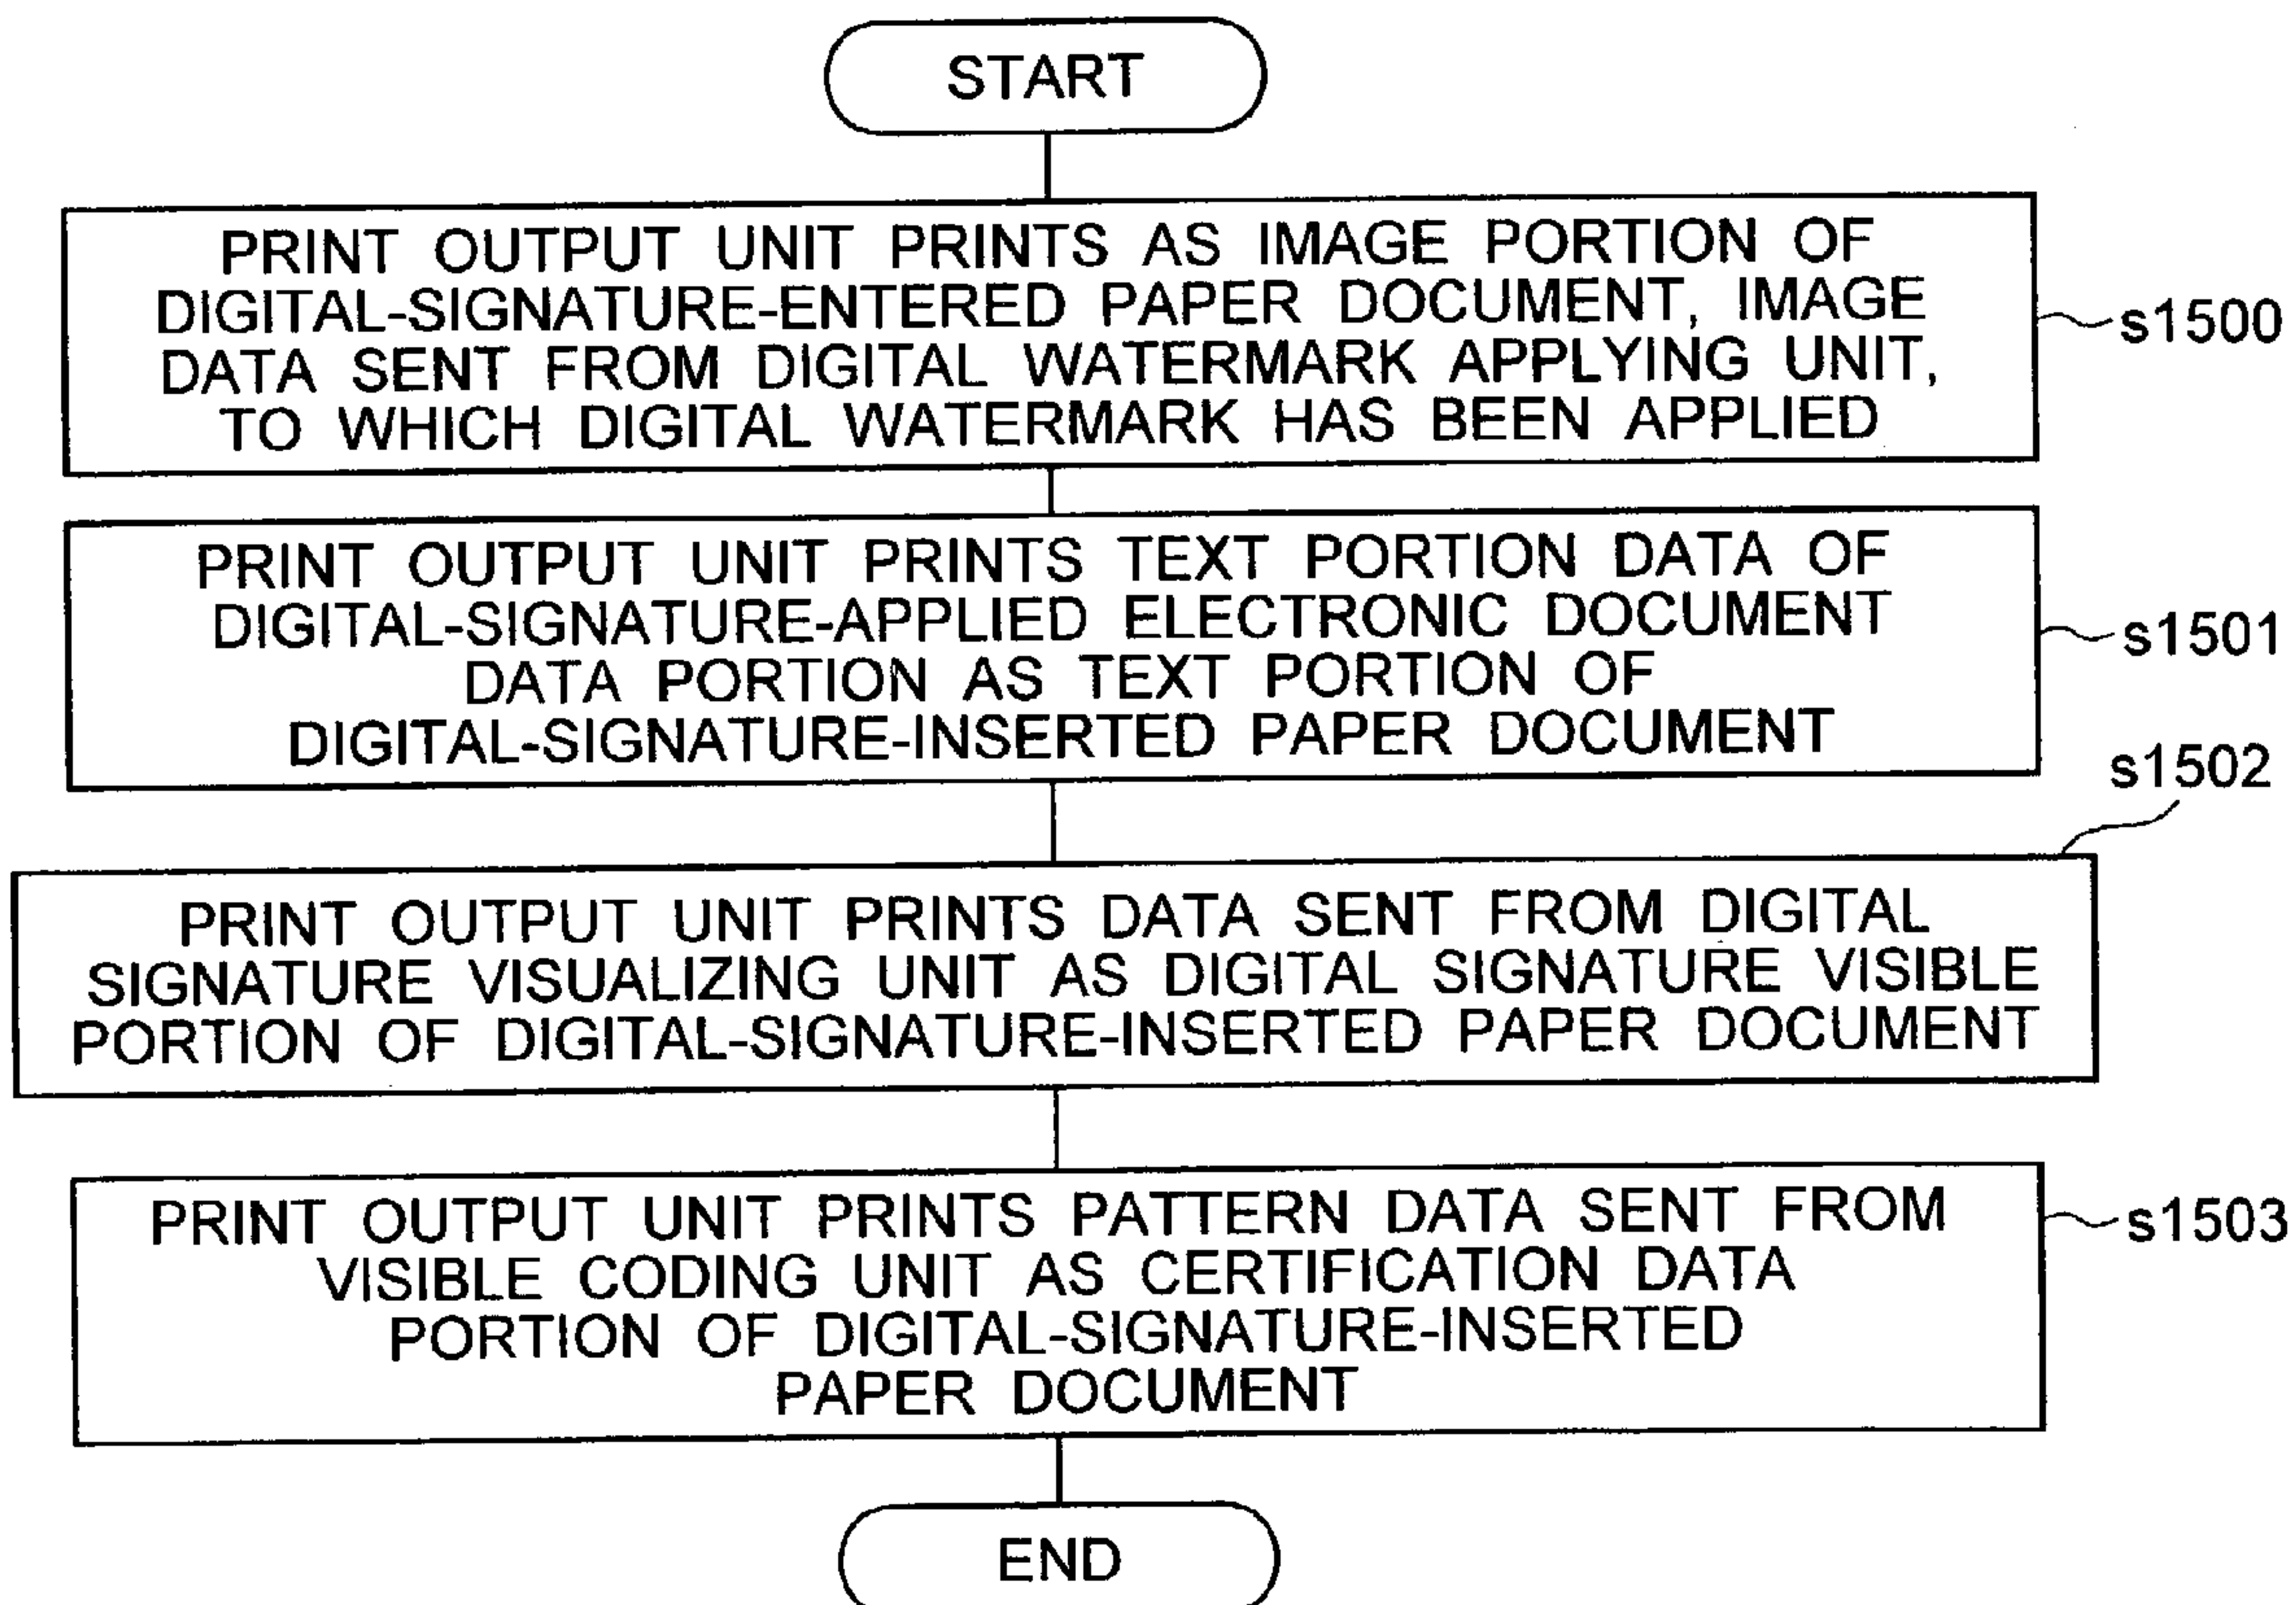 START
PRINT OUTPUT UNIT PRINTS AS IMAGE PORTION OF
DIGITAL-SIGNATURE-ENTERED PAPER DOCUMENT, IMAGE
DATA SENT FROM DIGITAL WATERMARK APPLYING UNIT,
TO WHICH DIGITAL WATERMARK HAS BEEN APPLIED
s1500
PRINT OUTPUT UNIT PRINTS TEXT PORTION DATA OF
DIGITAL-SIGNATURE-APPLIED ELECTRONIC DOCUMENT
DATA PORTION AS TEXT PORTION OF
DIGITAL-SIGNATURE-INSERTED PAPER DOCUMENT
s1501
s1502
PRINT OUTPUT UNIT PRINTS DATA SENT FROM DIGITAL
SIGNATURE VISUALIZING UNIT AS DIGITAL SIGNATURE VISIBLE
PORTION OF DIGITAL-SIGNATURE-INSERTED PAPER DOCUMENT
PRINT OUTPUT UNIT PRINTS PATTERN DATA SENT FROM
VISIBLE CODING UNIT AS CERTIFICATION DATA
PORTION OF DIGITAL-SIGNATURE-INSERTED
PAPER DOCUMENT
s1503
END